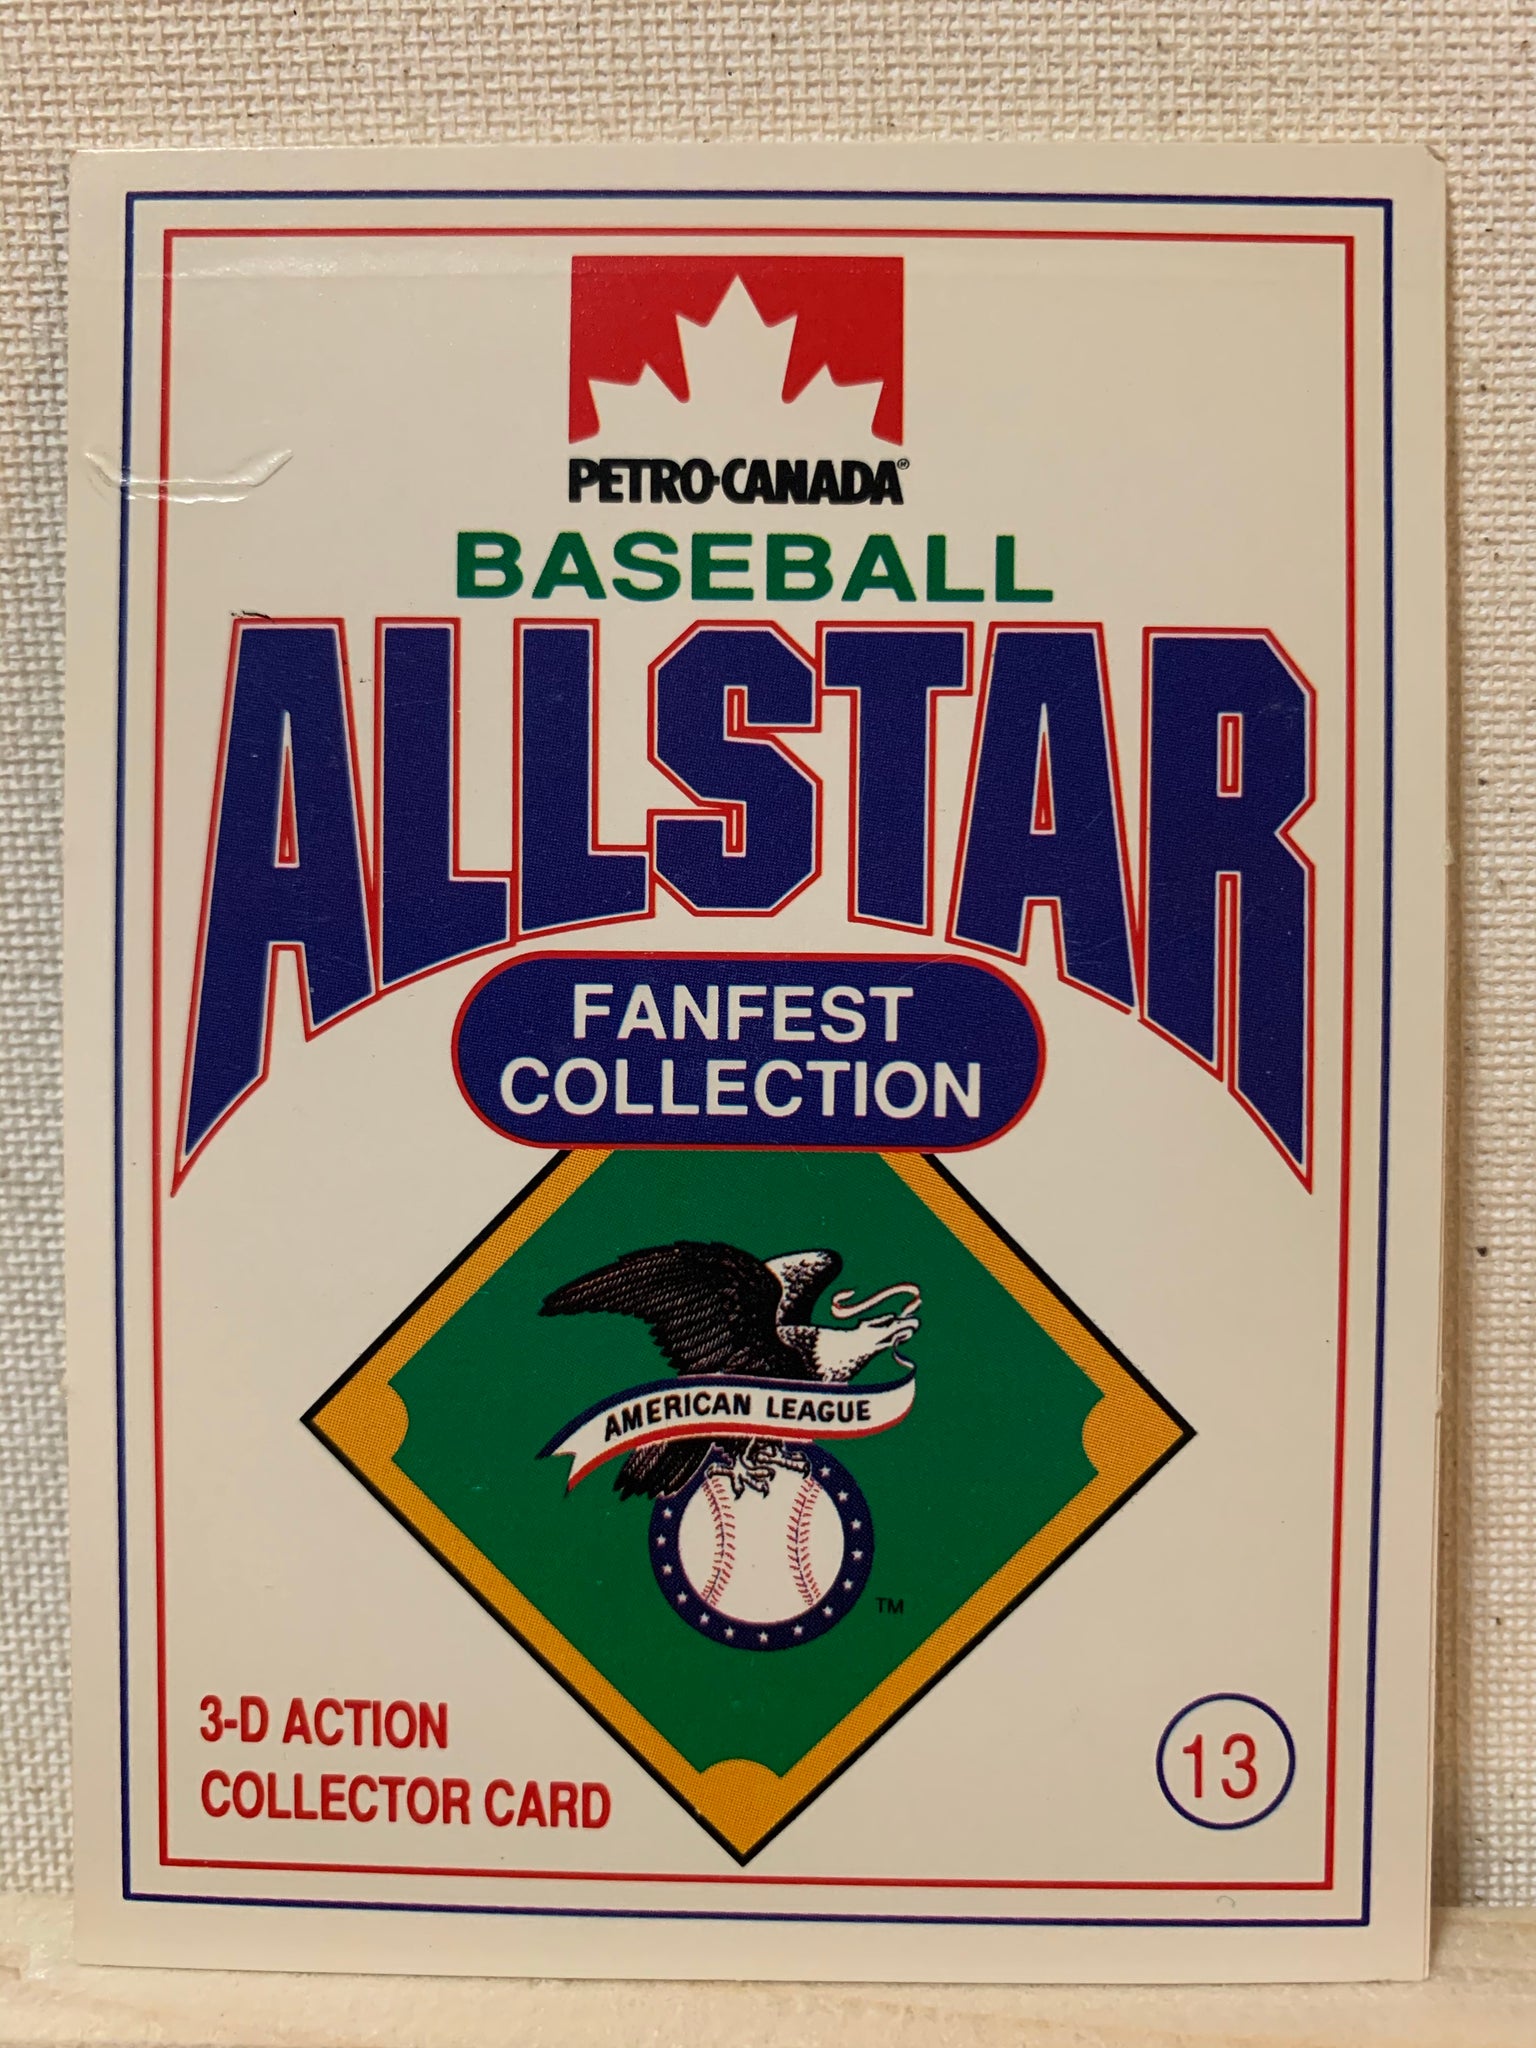 PETRO-CANADA®
BASEBALL
ALLSTAR
FANFEST
COLLECTION
AMERICAN LEAGUE
TM
3-D ACTION
COLLECTOR CARD
13